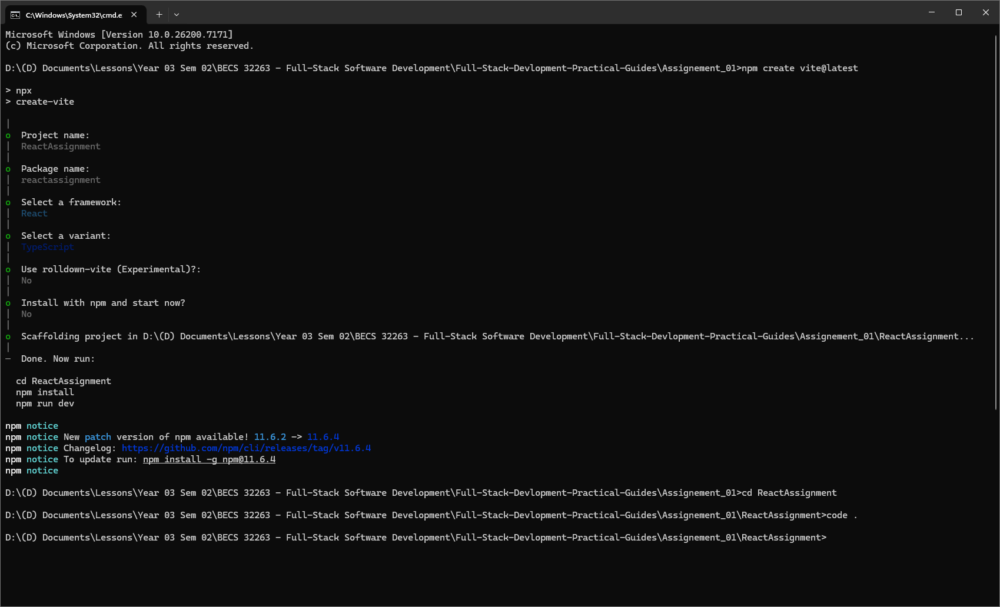 C:\Windows\System32\cmd.e
Microsoft Windows [Version 10.0.26200.7171]
(c) Microsoft Corporation. All rights reserved.
D:\(D) Documents\Lessons\Year 03 Sem 02\BECS 32263 - Full-Stack Software Development\Full-Stack-Devlopment-Practical-Guides\Assignement_01>npm create vite@latest
> npx
> create-vite
o  Project name:
ReactAssignment
o  Package name:
reactassignment
o  Select a framework:
React
o  Select a variant:
TypeScript
o  Use rolldown-vite (Experimental)?:
No
o  Install with npm and start now?
No
o  Scaffolding project in D:\(D) Documents\Lessons\Year 03 Sem 02\BECS 32263 - Full-Stack Software Development\Full-Stack-Devlopment-Practical-Guides\Assignement_01\ReactAssignment...
—  Done. Now run:
cd ReactAssignment
npm install
npm run dev
npm notice
npm notice New patch version of npm available! 11.6.2 -> 11.6.4
npm notice Changelog: https://github.com/npm/cli/releases/tag/v11.6.4
npm notice To update run: npm install -g npm@11.6.4
npm notice
D:\(D) Documents\Lessons\Year 03 Sem 02\BECS 32263 - Full-Stack Software Development\Full-Stack-Devlopment-Practical-Guides\Assignement_01>cd ReactAssignment
D:\(D) Documents\Lessons\Year 03 Sem 02\BECS 32263 - Full-Stack Software Development\Full-Stack-Devlopment-Practical-Guides\Assignement_01\ReactAssignment>code .
D:\(D) Documents\Lessons\Year 03 Sem 02\BECS 32263 - Full-Stack Software Development\Full-Stack-Devlopment-Practical-Guides\Assignement_01\ReactAssignment>